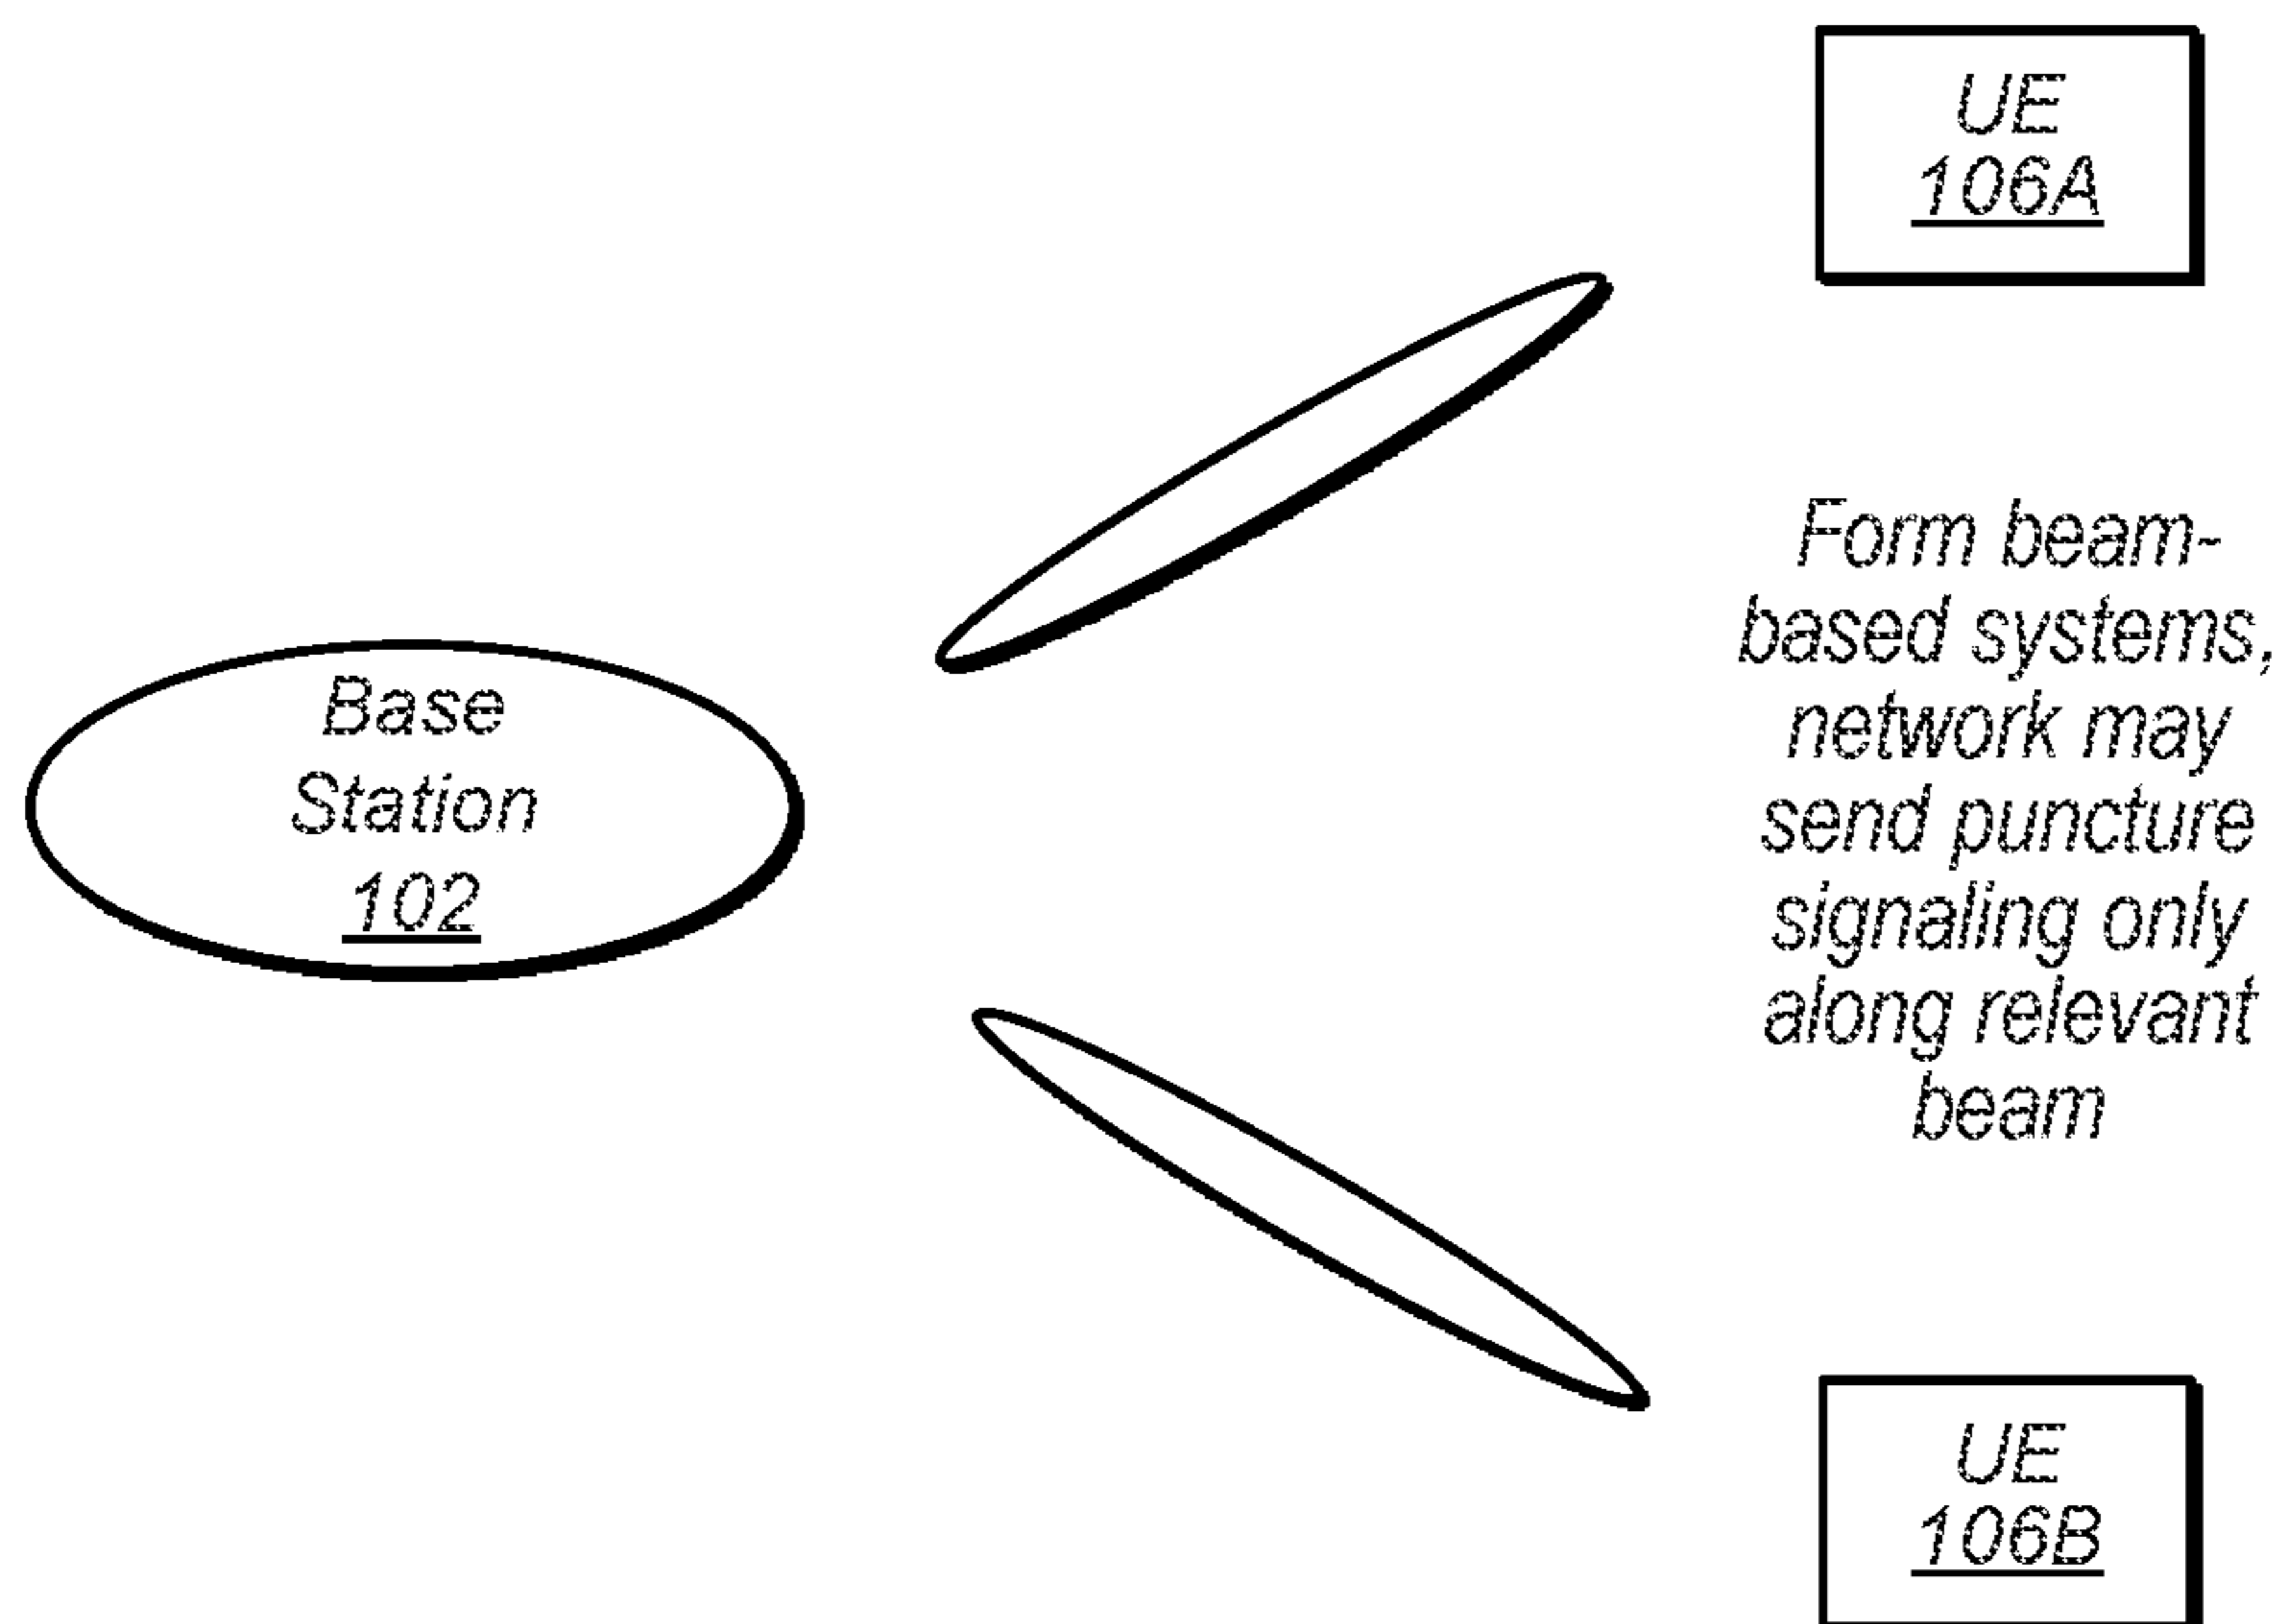 UE
106A
Form beam-
based systems,
network may
send puncture
signaling only
along relevant
beam
Base
Station
102
UE
106B